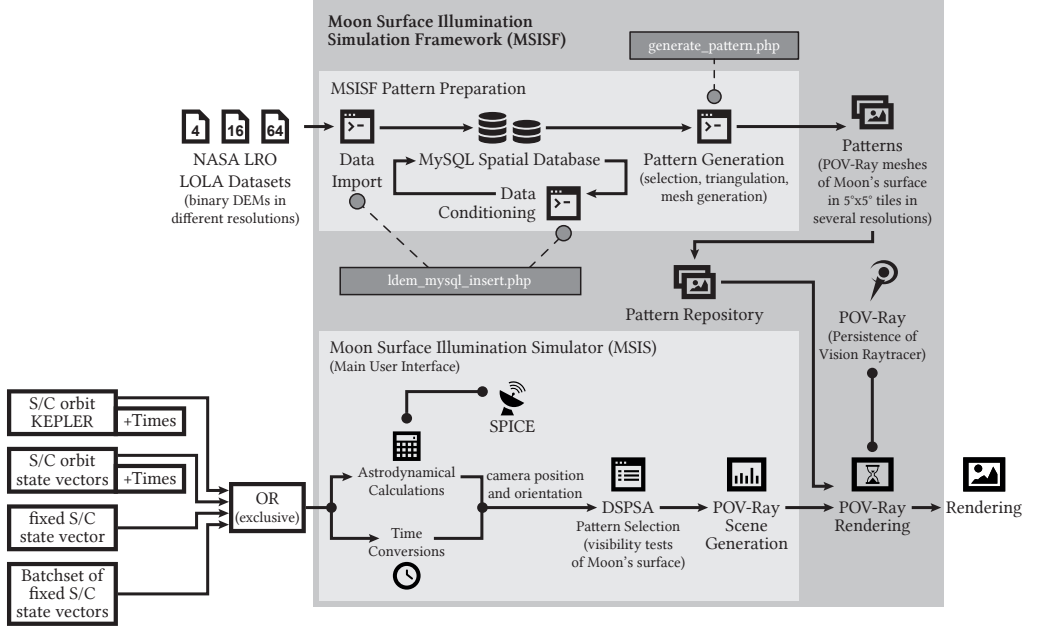 Moon Surface Illumination
Simulation Framework (MSISF)
generate_pattern.php
MSISF Pattern Preparation
4
16
64
NASA LRO
LOLA Datasets
(binary DEMs in
different resolutions)
Data
Import
MySQL Spatial Database
Data
Conditioning
Pattern Generation
(selection, triangulation,
mesh generation)
Patterns
(POV-Ray meshes
of Moon's surface
in 5°x5° tiles in
several resolutions)
ldem_mysql_insert.php
Pattern Repository
POV-Ray
(Persistence of
Vision Raytracer)
Moon Surface Illumination Simulator (MSIS)
(Main User Interface)
SPICE
S/C orbit
KEPLER
+Times
S/C orbit
state vectors
+Times
fixed S/C
state vector
Batchset of
fixed S/C
state vectors
OR
(exclusive)
Astrodynamical
Calculations
Time
Conversions
camera position
and orientation
DSPSA
Pattern Selection
(visibility tests
of Moon's surface)
POV-Ray
Scene
Generation
POV-Ray
Rendering
Rendering